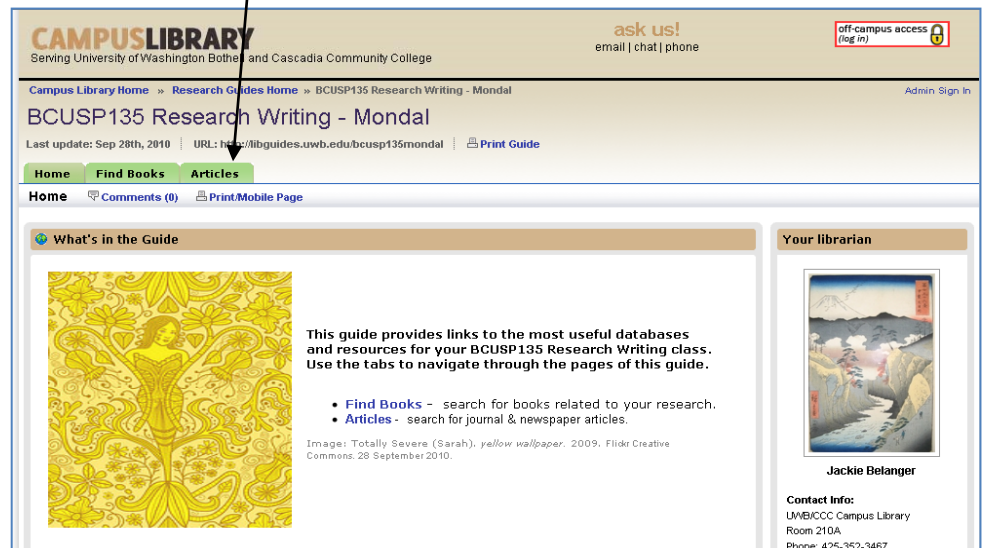 CAMPUSLIBRARY
Serving University of Washington Bothell and Cascadia Community College
ask us!
email | chat | phone
off-campus access
(log in)
Campus Library Home » Research Guides Home » BCUSP135 Research Writing - Mondal
Admin Sign In
BCUSP135 Research Writing - Mondal
Last update: Sep 28th, 2010 URL: http://libguides.uwb.edu/bcusp135mondal Print Guide
Home Find Books Articles
Home Comments (0) Print/Mobile Page
What's in the Guide
This guide provides links to the most useful databases
and resources for your BCUSP135 Research Writing class.
Use the tabs to navigate through the pages of this guide.
• Find Books - search for books related to your research.
• Articles - search for journal & newspaper articles.
Image: Totally Severe (Sarah). yellow wallpaper. 2009. Flickr Creative
Commons. 28 September 2010.
Your librarian
Jackie Belanger
Contact Info:
UWB/CCC Campus Library
Room 210A
Phone: 425-352-3467